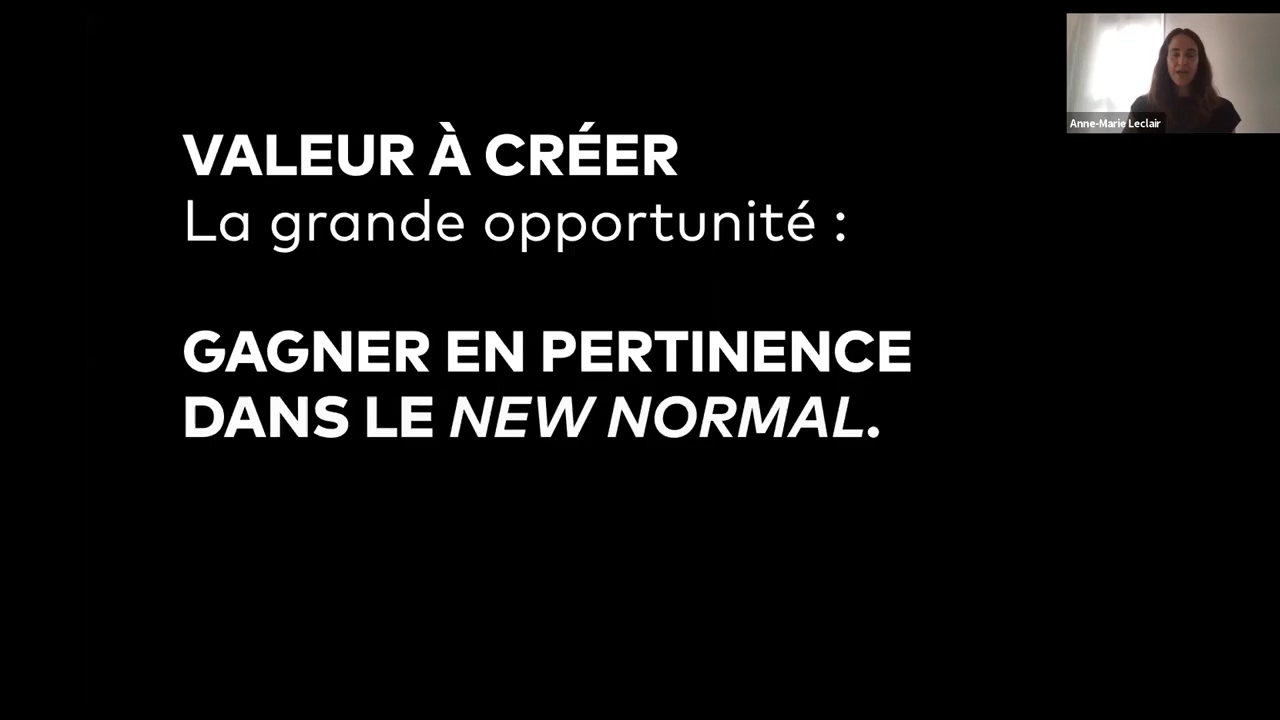 VALEUR À CRÉER
La grande opportunité :
GAGNER EN PERTINENCE
DANS LE NEW NORMAL.
Anne-Marie Leclair